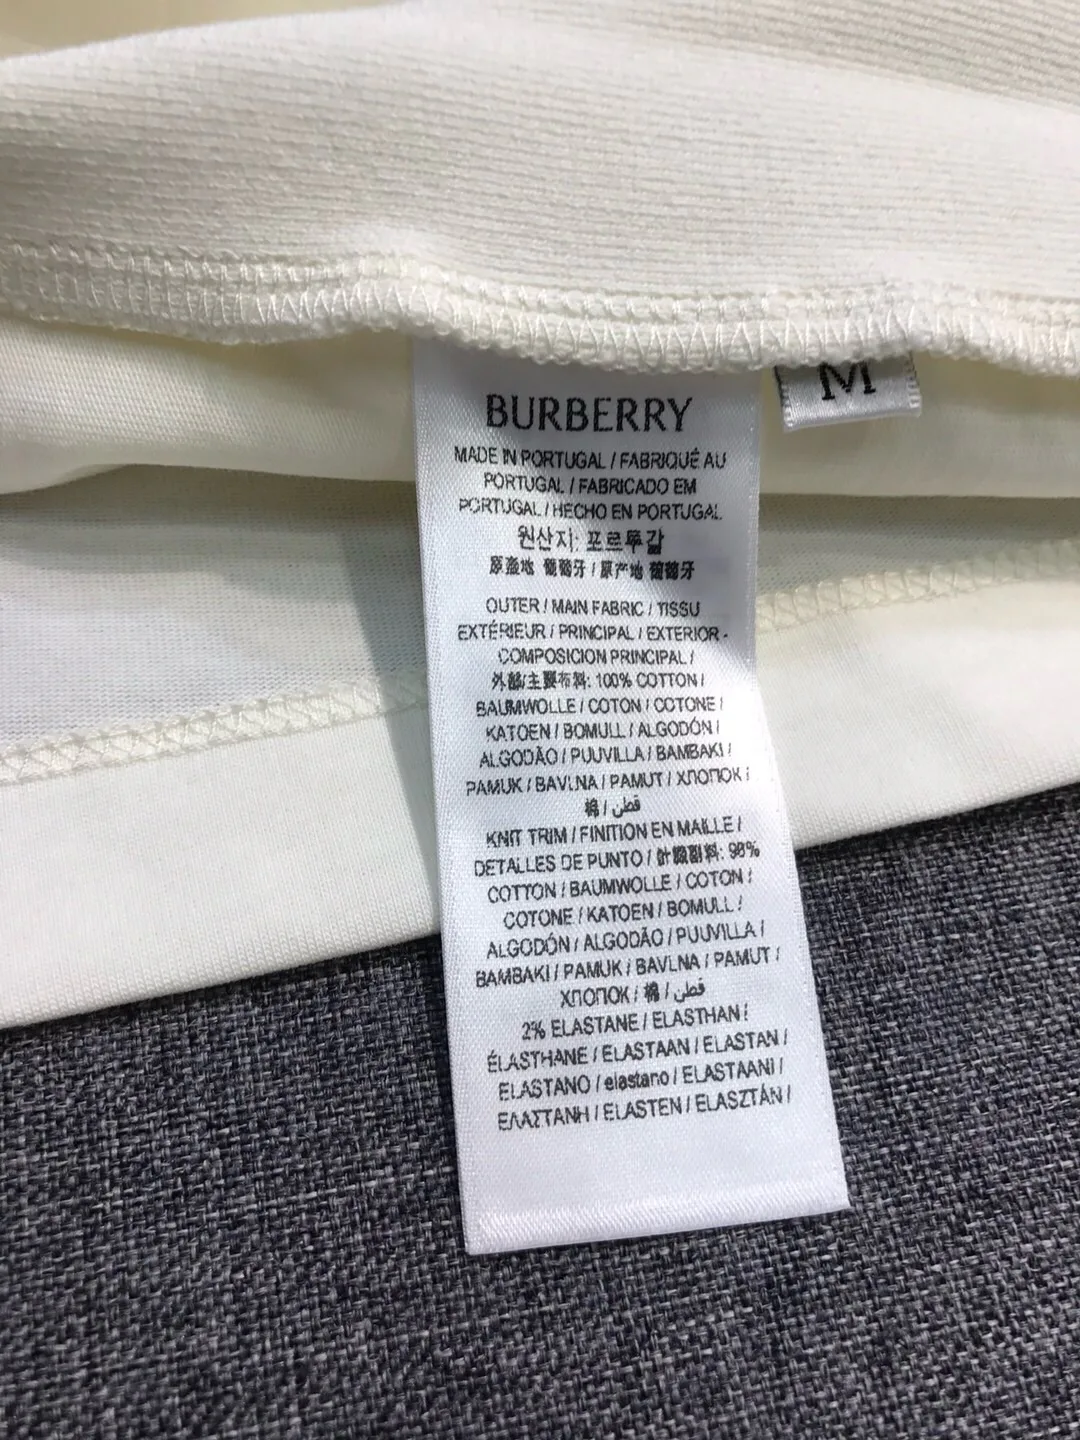 M
BURBERRY
MADE IN PORTUGAL / FABRIQUÉ AU
PORTUGAL / FABRICADO EM
PORTUGAL / HECHO EN PORTUGAL
원산지: 포르투갈
原產地 葡萄牙 / 原产地 葡萄牙
OUTER / MAIN FABRIC / TISSU
EXTÉRIEUR / PRINCIPAL / EXTERIOR -
COMPOSICION PRINCIPAL /
外部/主要布料: 100% COTTON /
BAUMWOLLE / COTON / COTONE /
KATOEN / BOMULL / ALGODÓN /
ALGODÃO / PUUVILLA / BAMBAKI /
PAMUK / BAVLNA / PAMUT / ХЛОПОК /
棉 / قطن
KNIT TRIM / FINITION EN MAILLE /
DETALLES DE PUNTO / 針織副料: 98%
COTTON / BAUMWOLLE / COTON /
COTONE / KATOEN / BOMULL /
ALGODÓN / ALGODÃO / PUUVILLA /
BAMBAKI / PAMUK / BAVLNA / PAMUT /
ХЛОПОК / 棉 / قطن
2% ELASTANE / ELASTHAN /
ÉLASTHANE / ELASTAAN / ELASTAN /
ELASTANO / elastano / ELASTAANI /
ΕΛΑΣΤΑΝΗ / ELASTEN / ELASZTÁN /